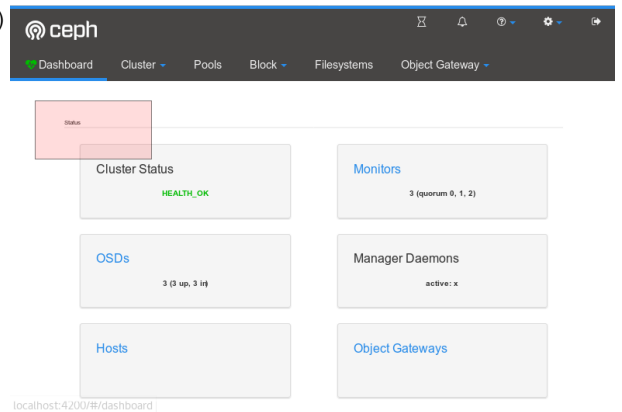 )
ceph
Dashboard Cluster Pools Block Filesystems Object Gateway
Status
Cluster Status
HEALTH_OK
Monitors
3 (quorum 0, 1, 2)
OSDs
3 (3 up, 3 in)
Manager Daemons
active: x
Hosts
Object Gateways
localhost:4200/#/dashboard